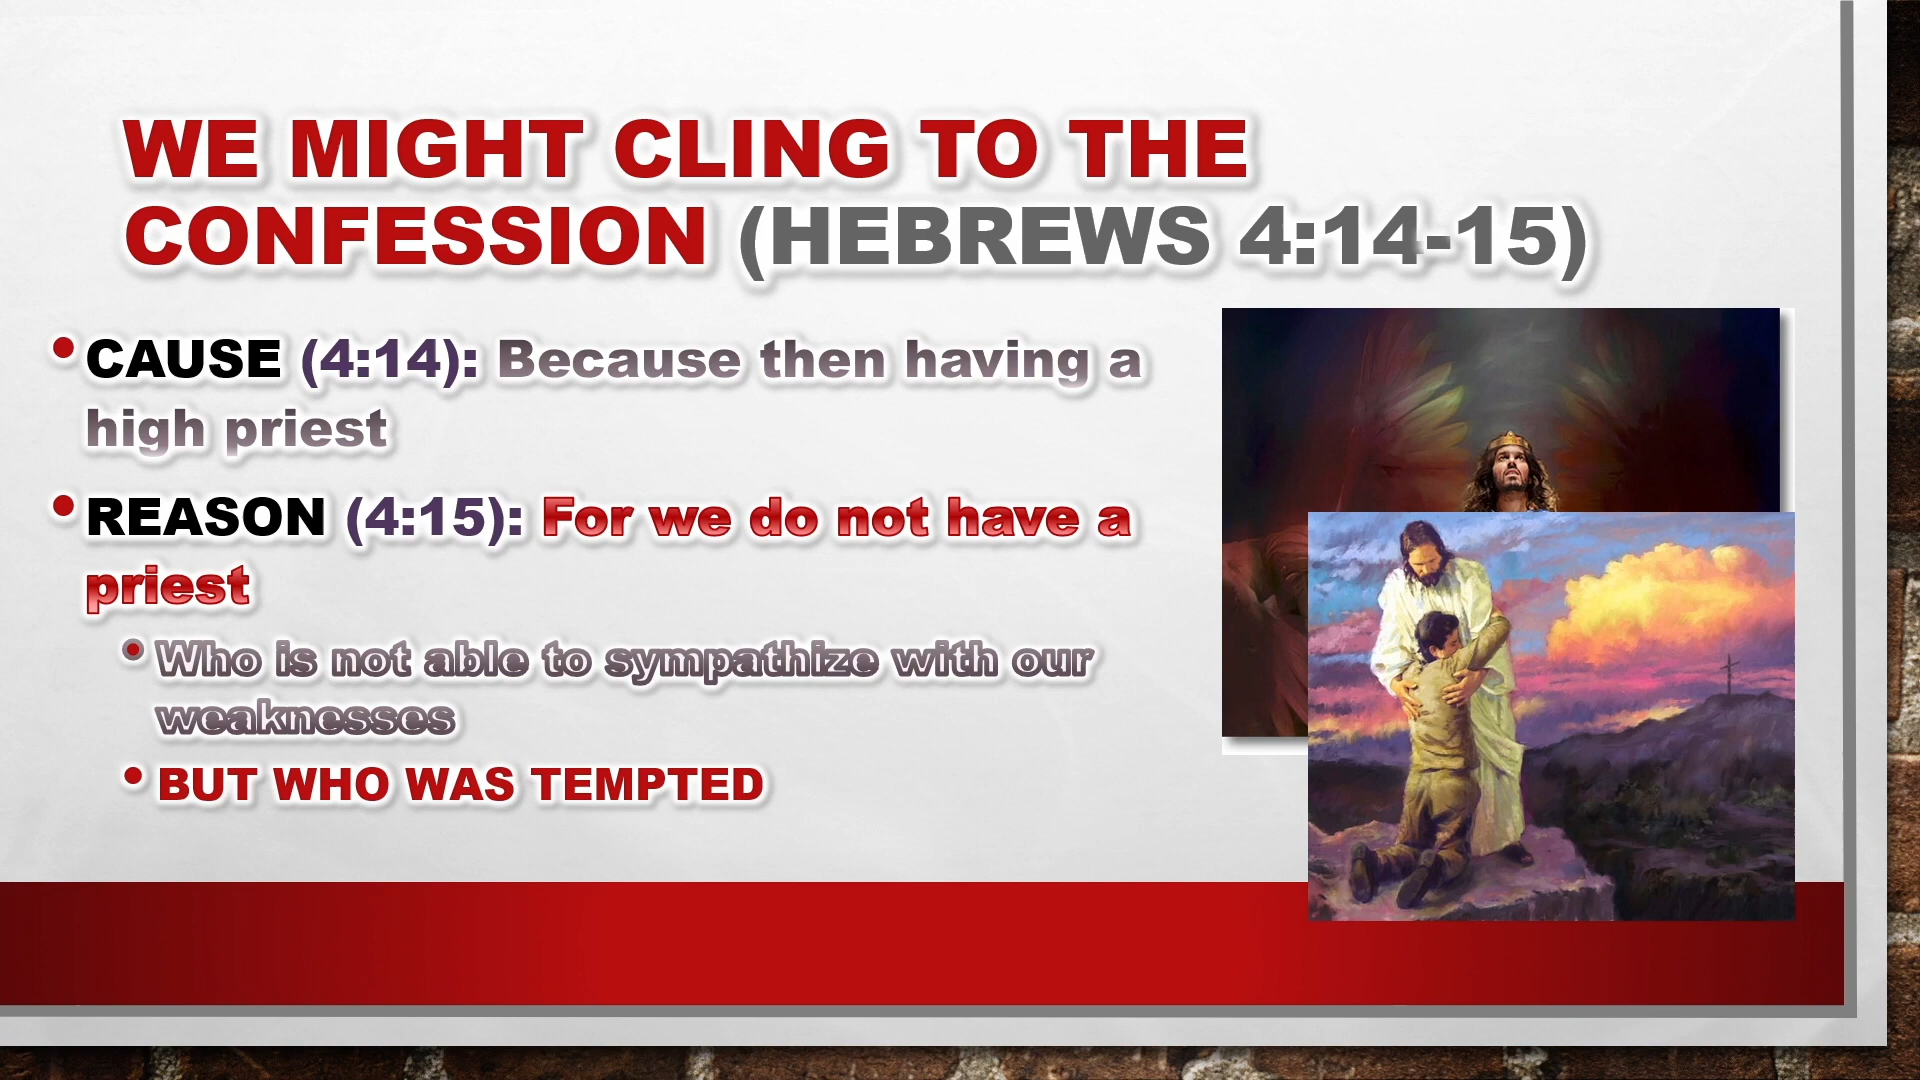 WE MIGHT CLING TO THE
CONFESSION (HEBREWS 4:14-15)
• CAUSE (4:14): Because then having a
high priest
• REASON (4:15): For we do not have a
priest
• Who is not able to sympathize with our
weaknesses
• BUT WHO WAS TEMPTED